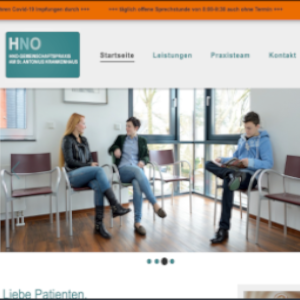 Covid-19 Impfungen durch +++ +++ täglich offene Sprechstunde von 8.00-9.00 auch ohne Termin +++
HNO
HNO-GEMEINSCHAFTSPRAXIS
AM ST. ANTONIUS KRANKENHAUS
Startseite Leistungen Praxisteam Kontakt
Liebe Patienten,